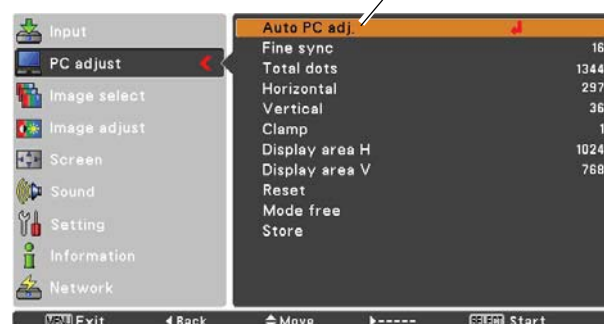 Input
PC adjust
Image select
Image adjust
Screen
Sound
Setting
Information
Network
Auto PC adj.
Fine sync 16
Total dots 1344
Horizontal 297
Vertical 36
Clamp 1
Display area H 1024
Display area V 768
Reset
Mode free
Store
MENU Exit ◀Back ⬍Move ▶----- SELECT Start